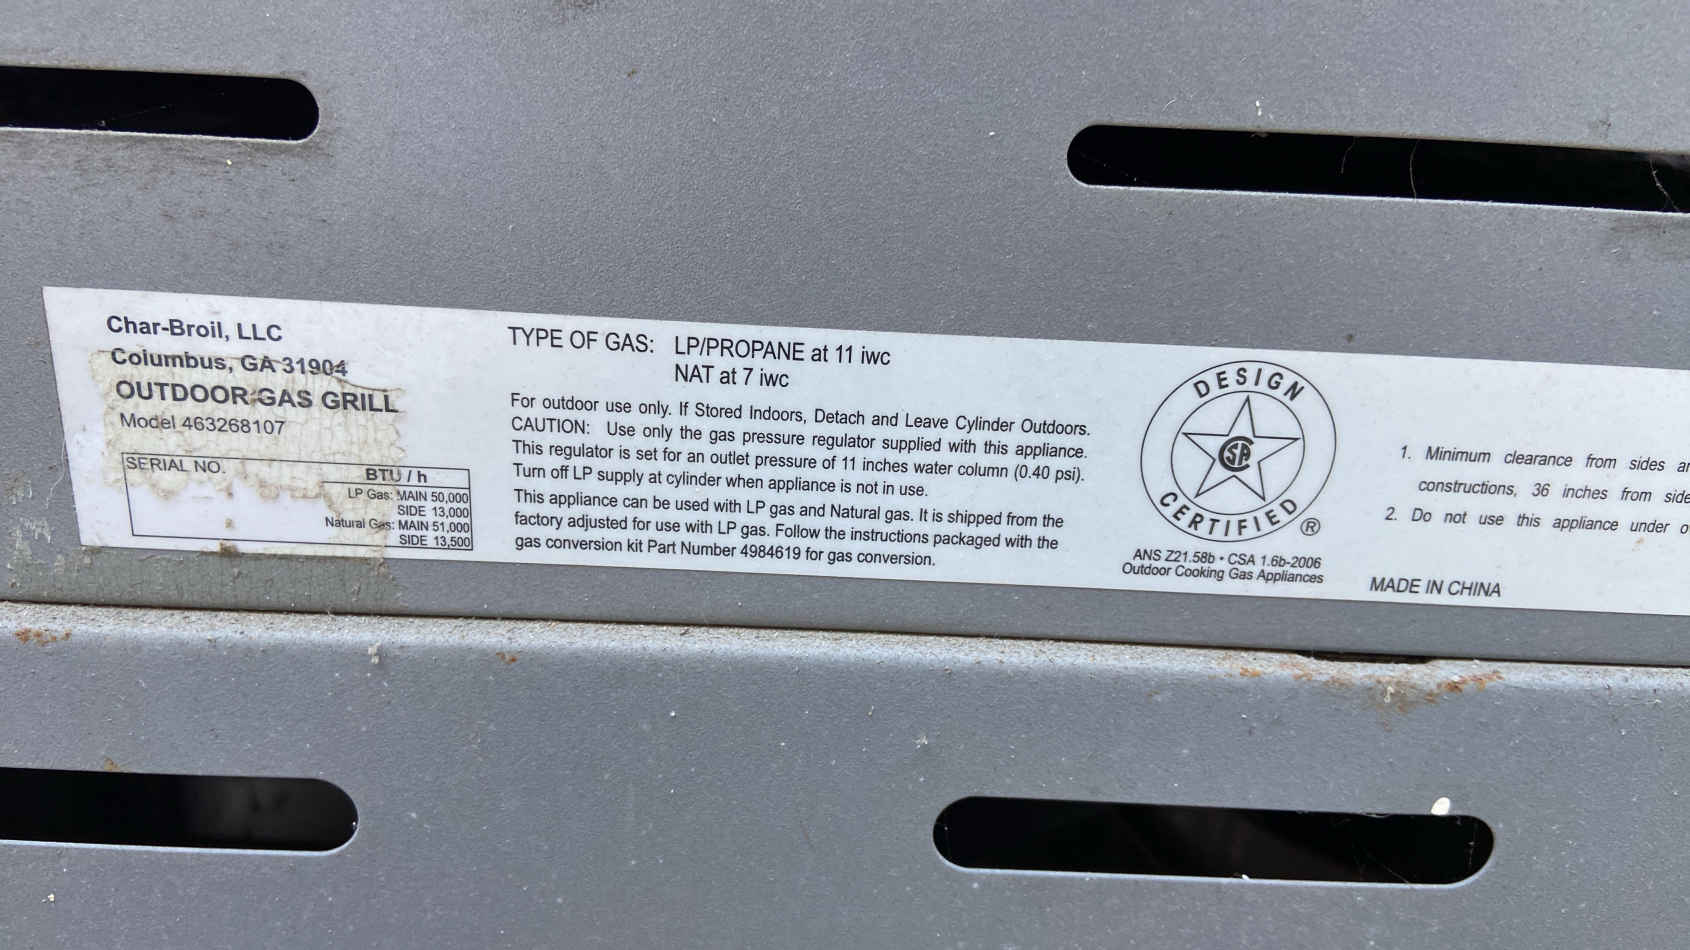 Char-Broil, LLC
Columbus, GA 31904
OUTDOOR GAS GRILL
Model 463268107
SERIAL NO.
BTU / h
LP Gas: MAIN 50,000
SIDE 13,000
Natural Gas: MAIN 51,000
SIDE 13,500
TYPE OF GAS: LP/PROPANE at 11 iwc
NAT at 7 iwc
For outdoor use only. If Stored Indoors, Detach and Leave Cylinder Outdoors.
CAUTION: Use only the gas pressure regulator supplied with this appliance.
This regulator is set for an outlet pressure of 11 inches water column (0.40 psi).
Turn off LP supply at cylinder when appliance is not in use.
This appliance can be used with LP gas and Natural gas. It is shipped from the
factory adjusted for use with LP gas. Follow the instructions packaged with the
gas conversion kit Part Number 4984619 for gas conversion.
DESIGN
SA
CERTIFIED ®
ANS Z21.58b • CSA 1.6b-2006
Outdoor Cooking Gas Appliances
1. Minimum clearance from sides
constructions, 36 inches from
2. Do not use this appliance under
MADE IN CHINA